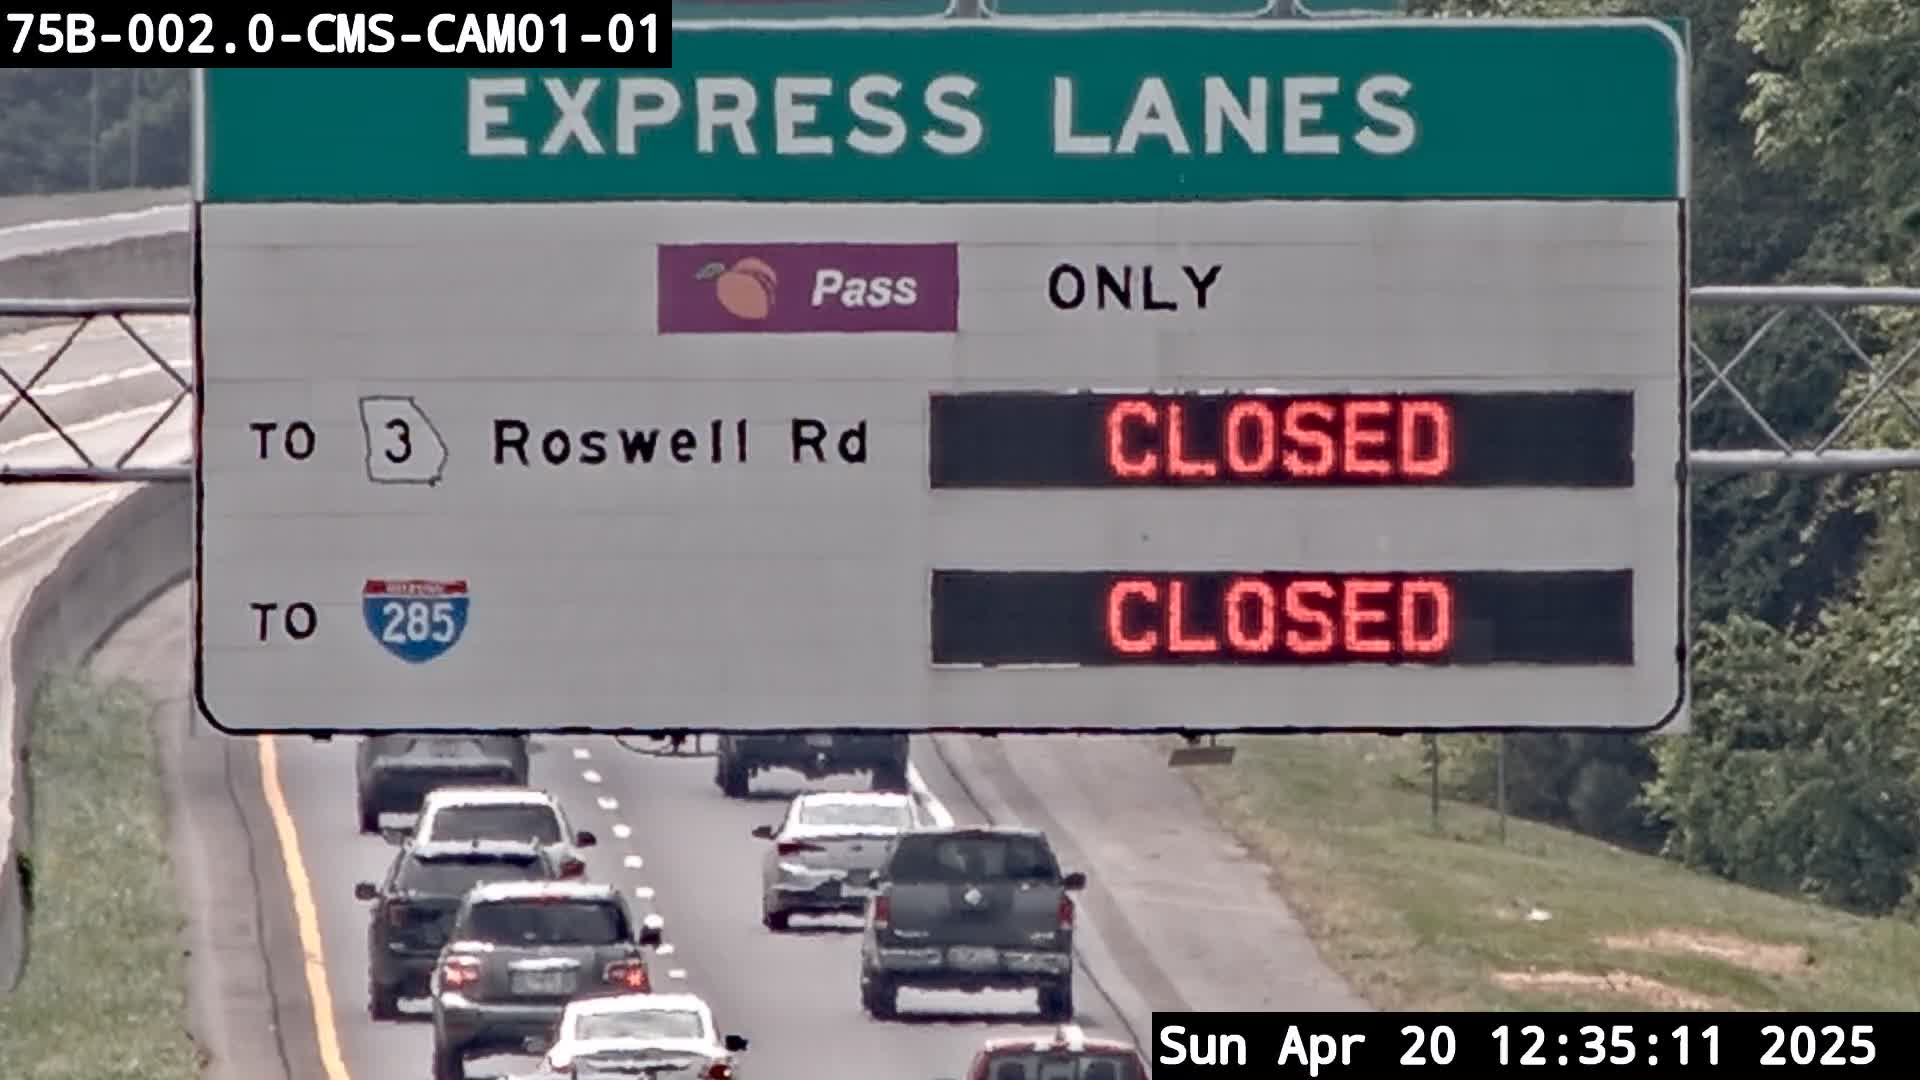 75B-002.0-CMS-CAM01-01
EXPRESS LANES
Pass ONLY
TO 3 Roswell Rd CLOSED
TO 285 CLOSED
Sun Apr 20 12:35:11 2025